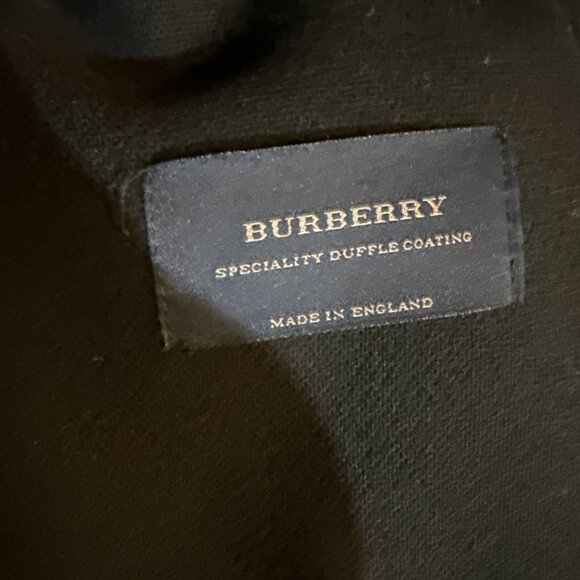 BURBERRY
SPECIALITY DUFFLE COATING
MADE IN ENGLAND